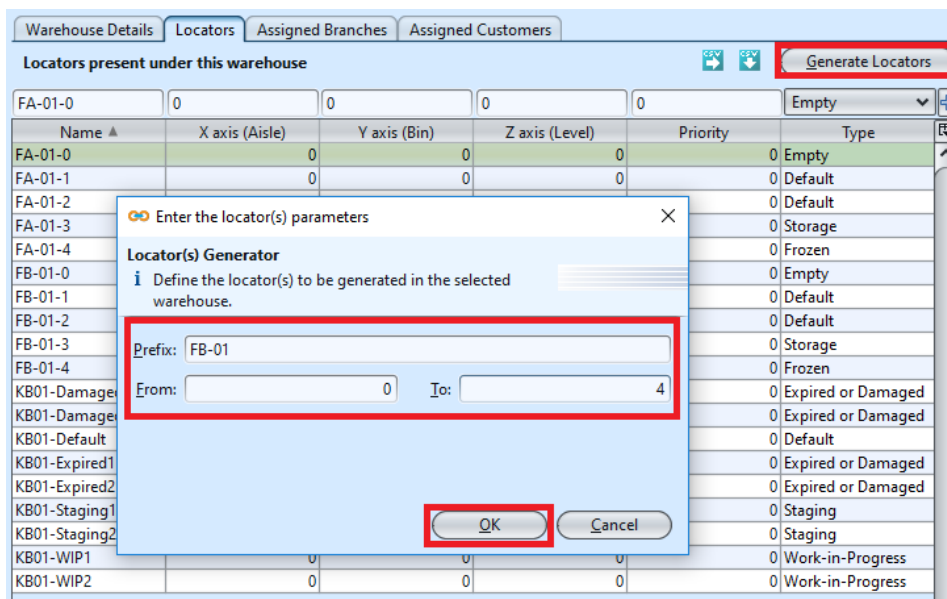 Warehouse Details Locators Assigned Branches Assigned Customers
Locators present under this warehouse CSV CSV Generate Locators
FA-01-0 0 0 0 0 Empty
Name X axis (Aisle) Y axis (Bin) Z axis (Level) Priority Type
FA-01-0 0 0 0 0 Empty
FA-01-1 0 0 0 0 Default
FA-01-2 0 Default
FA-01-3 0 Storage
FA-01-4 0 Frozen
FB-01-0 0 Empty
FB-01-1 0 Default
FB-01-2 0 Default
FB-01-3 0 Storage
FB-01-4 0 Frozen
KB01-Damaged 0 Expired or Damaged
KB01-Damaged 0 Expired or Damaged
KB01-Default 0 Default
KB01-Expired1 0 Expired or Damaged
KB01-Expired2 0 Expired or Damaged
KB01-Staging1 0 Staging
KB01-Staging2 0 Staging
KB01-WIP1 0 0 0 0 Work-in-Progress
KB01-WIP2 0 0 0 0 Work-in-Progress
Enter the locator(s) parameters
Locator(s) Generator
i Define the locator(s) to be generated in the selected
warehouse.
Prefix: FB-01
From: 0 To: 4
OK Cancel